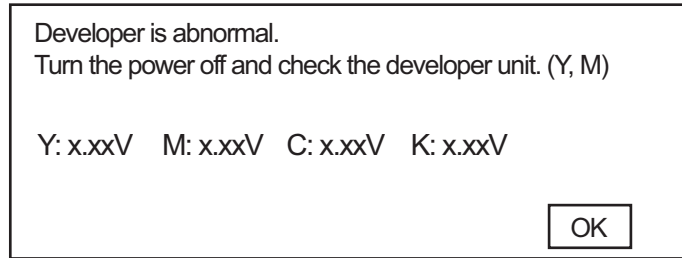 Developer is abnormal.
Turn the power off and check the developer unit. (Y, M)
Y: x.xxV M: x.xxV C: x.xxV K: x.xxV
OK